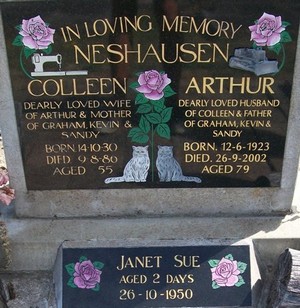 IN LOVING MEMORY
NESHAUSEN
COLLEEN
DEARLY LOVED WIFE
OF ARTHUR & MOTHER
OF GRAHAM, KEVIN &
SANDY
BORN 14-10-30
DIED 9-8-86
AGED 55
ARTHUR
DEARLY LOVED HUSBAND
OF COLLEEN & FATHER
OF GRAHAM, KEVIN &
SANDY
BORN. 12-6-1923
DIED. 26-9-2002
AGED 79
JANET SUE
AGED 2 DAYS
26-10-1950